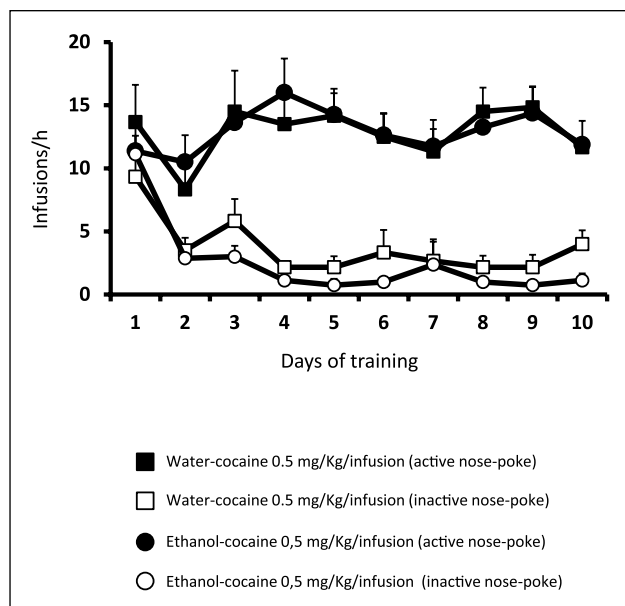 20
15
10
5
0
Infusions/h
1 2 3 4 5 6 7 8 9 10
Days of training
Water-cocaine 0.5 mg/Kg/infusion (active nose-poke)
Water-cocaine 0.5 mg/Kg/infusion (inactive nose-poke)
Ethanol-cocaine 0,5 mg/Kg/infusion (active nose-poke)
Ethanol-cocaine 0,5 mg/Kg/infusion (inactive nose-poke)